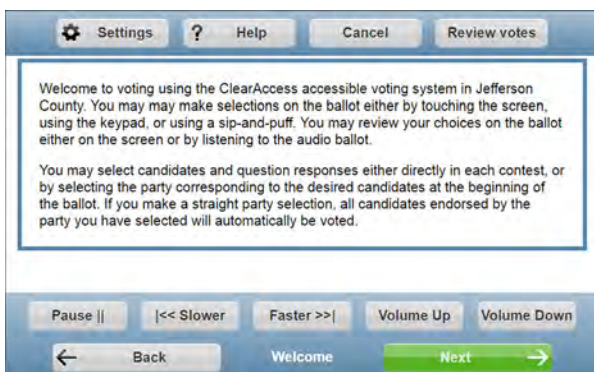 Settings ? Help Cancel Review votes
Welcome to voting using the ClearAccess accessible voting system in Jefferson
County. You may may make selections on the ballot either by touching the screen,
using the keypad, or using a sip-and-puff. You may review your choices on the ballot
either on the screen or by listening to the audio ballot.
You may select candidates and question responses either directly in each contest, or
by selecting the party corresponding to the desired candidates at the beginning of
the ballot. If you make a straight party selection, all candidates endorsed by the
party you have selected will automatically be voted.
Pause || |<< Slower Faster >>| Volume Up Volume Down
← Back Welcome Next →